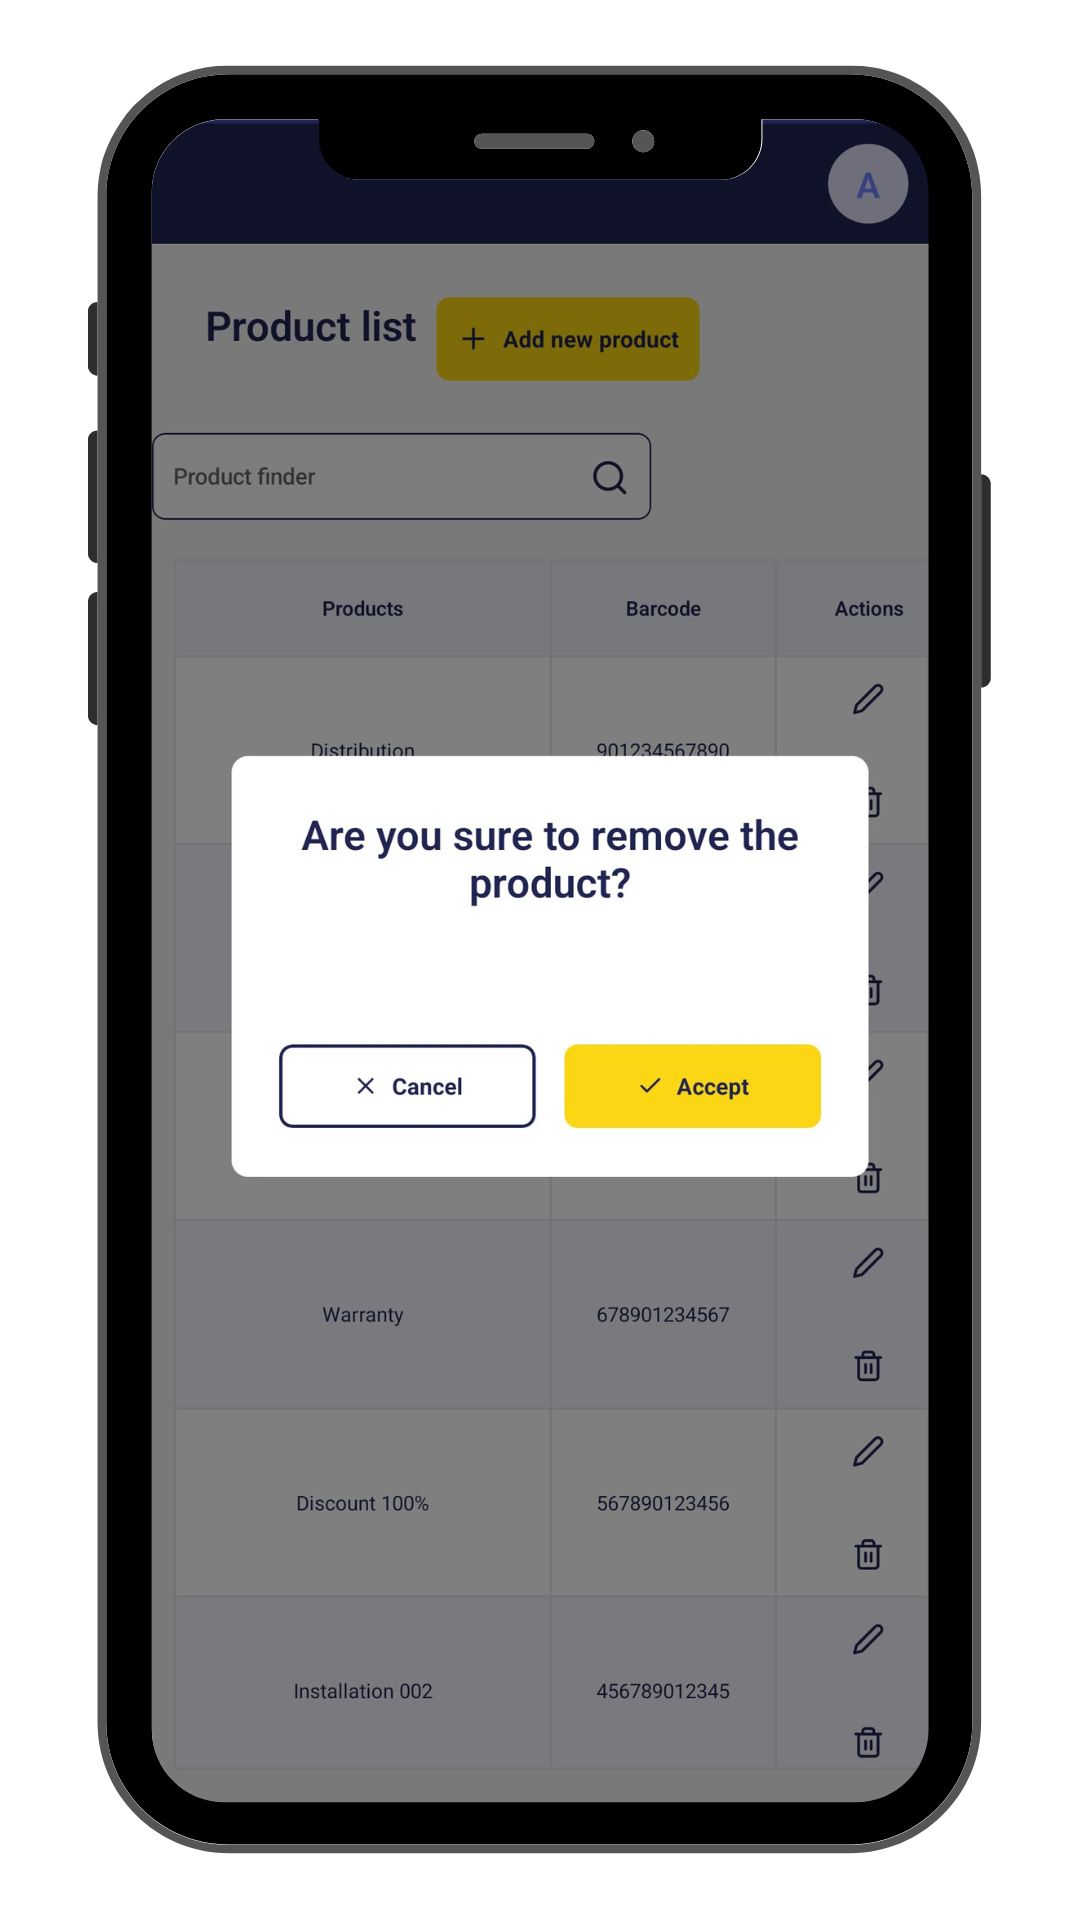 A
Product list
Add new product
Product finder
Products Barcode Actions
Distribution 901234567890
Are you sure to remove the
product?
Cancel Accept
Warranty 678901234567
Discount 100% 567890123456
Installation 002 456789012345